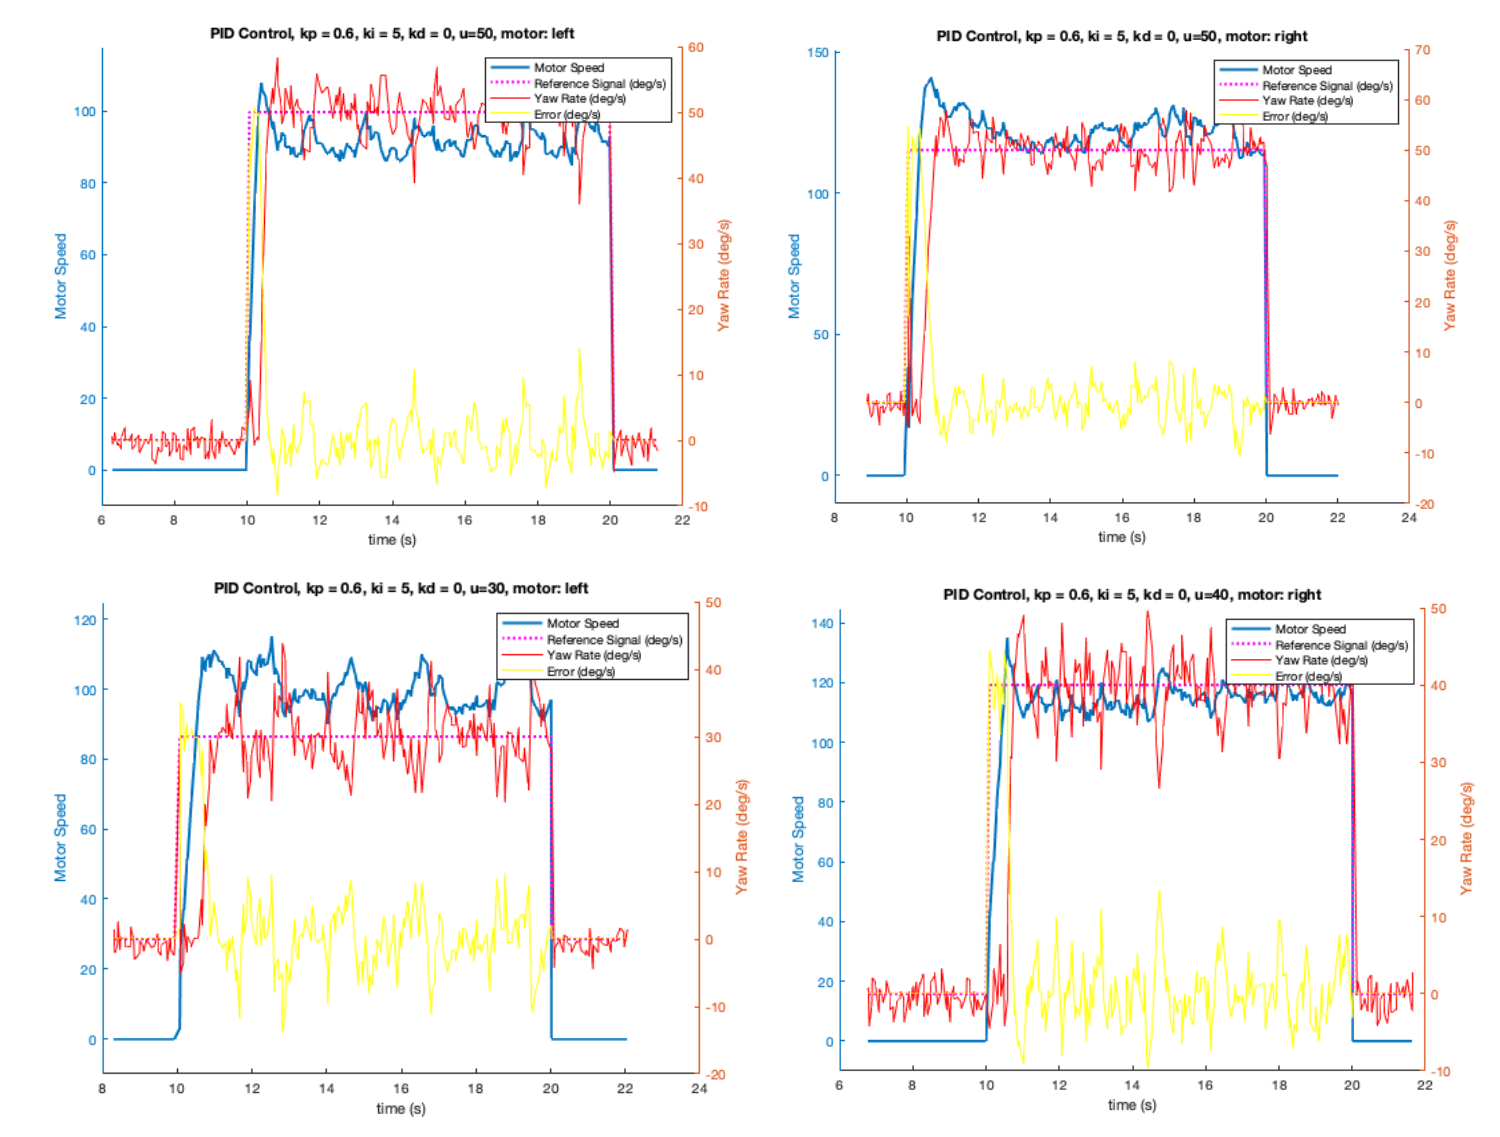 PID Control, kp = 0.6, ki = 5, kd = 0, u=50, motor: left
Motor Speed
Reference Signal (deg/s)
Yaw Rate (deg/s)
Error (deg/s)
100
80
60
40
20
0
Motor Speed
60
50
40
30
20
10
0
-10
Yaw Rate (deg/s)
6 8 10 12 14 16 18 20 22
time (s)
PID Control, kp = 0.6, ki = 5, kd = 0, u=50, motor: right
Motor Speed
Reference Signal (deg/s)
Yaw Rate (deg/s)
Error (deg/s)
150
100
50
0
Motor Speed
70
60
50
40
30
20
10
0
-10
-20
Yaw Rate (deg/s)
8 10 12 14 16 18 20 22 24
time (s)
PID Control, kp = 0.6, ki = 5, kd = 0, u=30, motor: left
Motor Speed
Reference Signal (deg/s)
Yaw Rate (deg/s)
Error (deg/s)
120
100
80
60
40
20
0
Motor Speed
50
40
30
20
10
0
-10
-20
Yaw Rate (deg/s)
8 10 12 14 16 18 20 22 24
time (s)
PID Control, kp = 0.6, ki = 5, kd = 0, u=40, motor: right
Motor Speed
Reference Signal (deg/s)
Yaw Rate (deg/s)
Error (deg/s)
140
120
100
80
60
40
20
0
Motor Speed
50
40
30
20
10
0
-10
Yaw Rate (deg/s)
6 8 10 12 14 16 18 20 22
time (s)